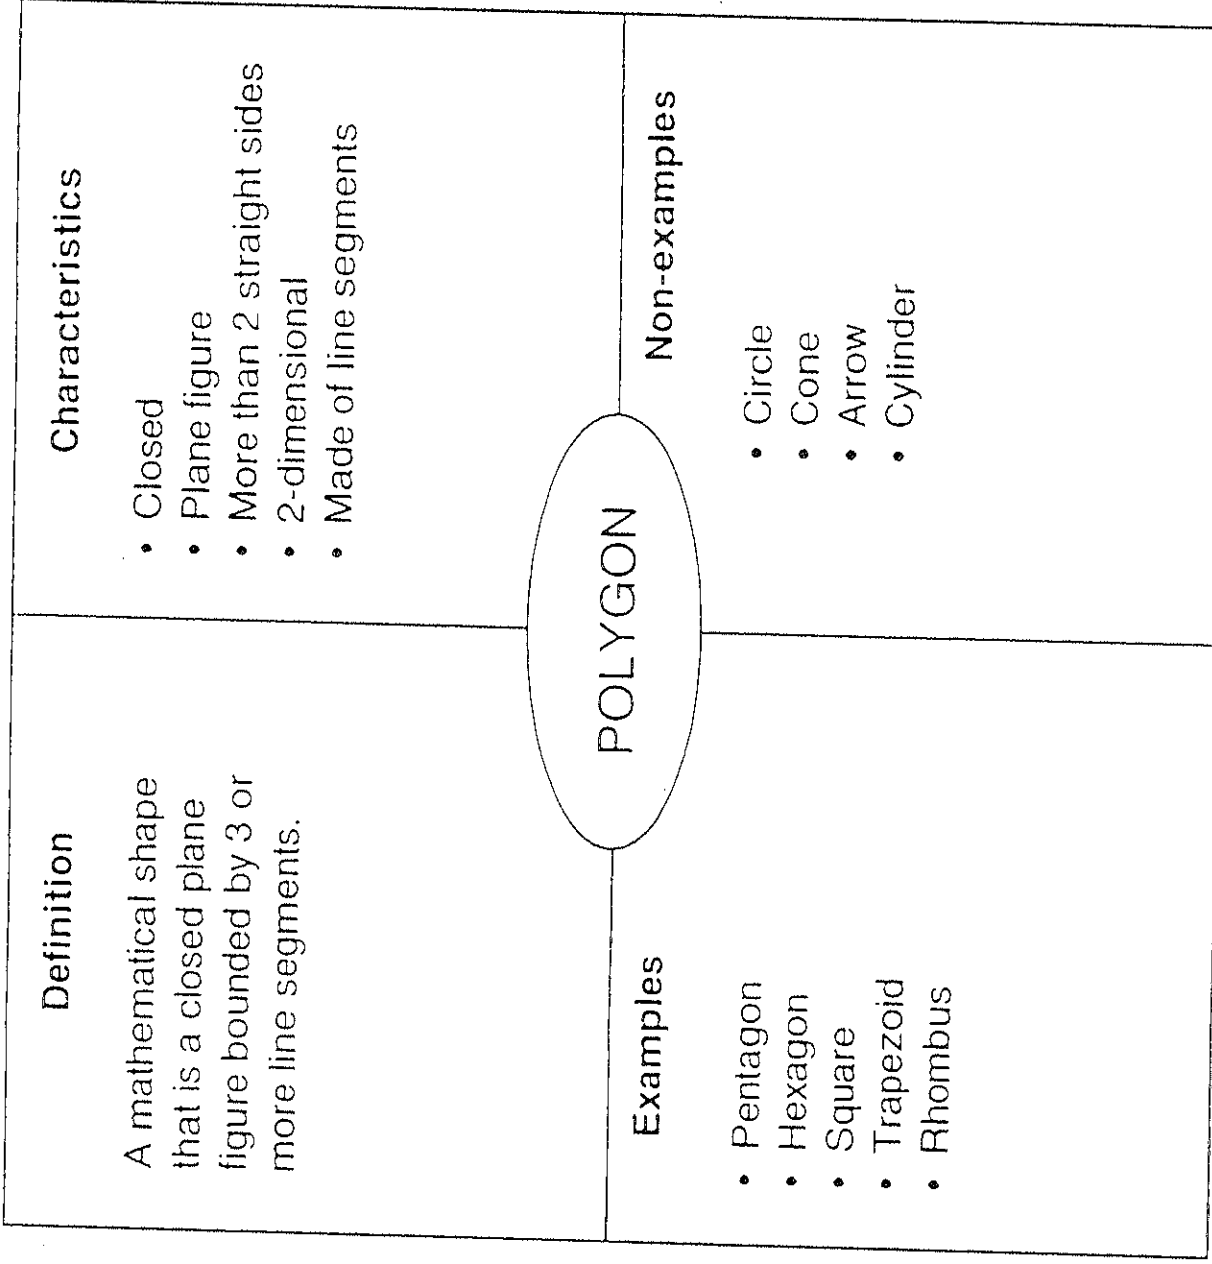 Definition
A mathematical shape
that is a closed plane
figure bounded by 3 or
more line segments.
Characteristics
• Closed
• Plane figure
• More than 2 straight sides
• 2-dimensional
• Made of line segments
POLYGON
Examples
• Pentagon
• Hexagon
• Square
• Trapezoid
• Rhombus
Non-examples
• Circle
• Cone
• Arrow
• Cylinder